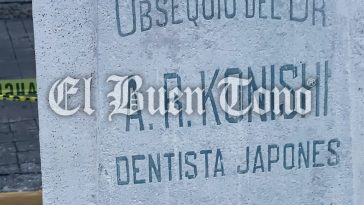 OBSEQUIO DEL DR.
El Buen Tono
A. R. KONISHI
DENTISTA JAPONES